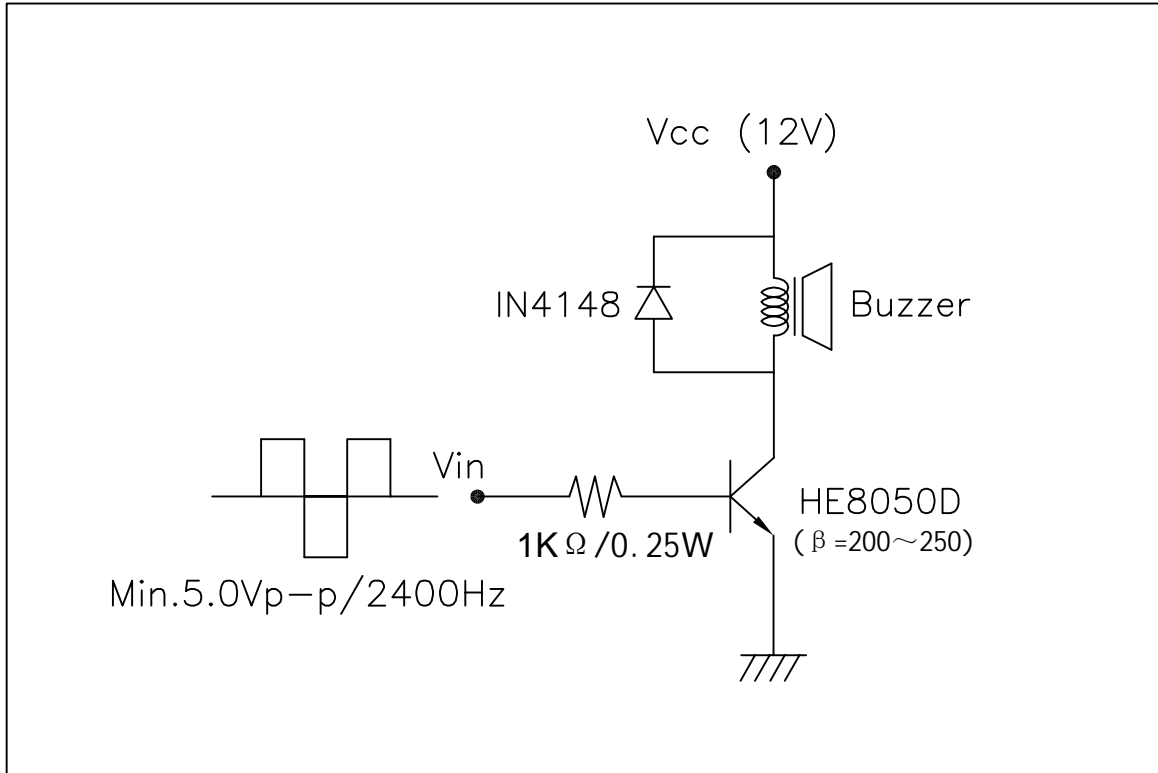 Vcc (12V)
IN4148
Buzzer
Vin
HE8050D
1KΩ/0.25W
(β=200～250)
Min.5.0Vp-p/2400Hz